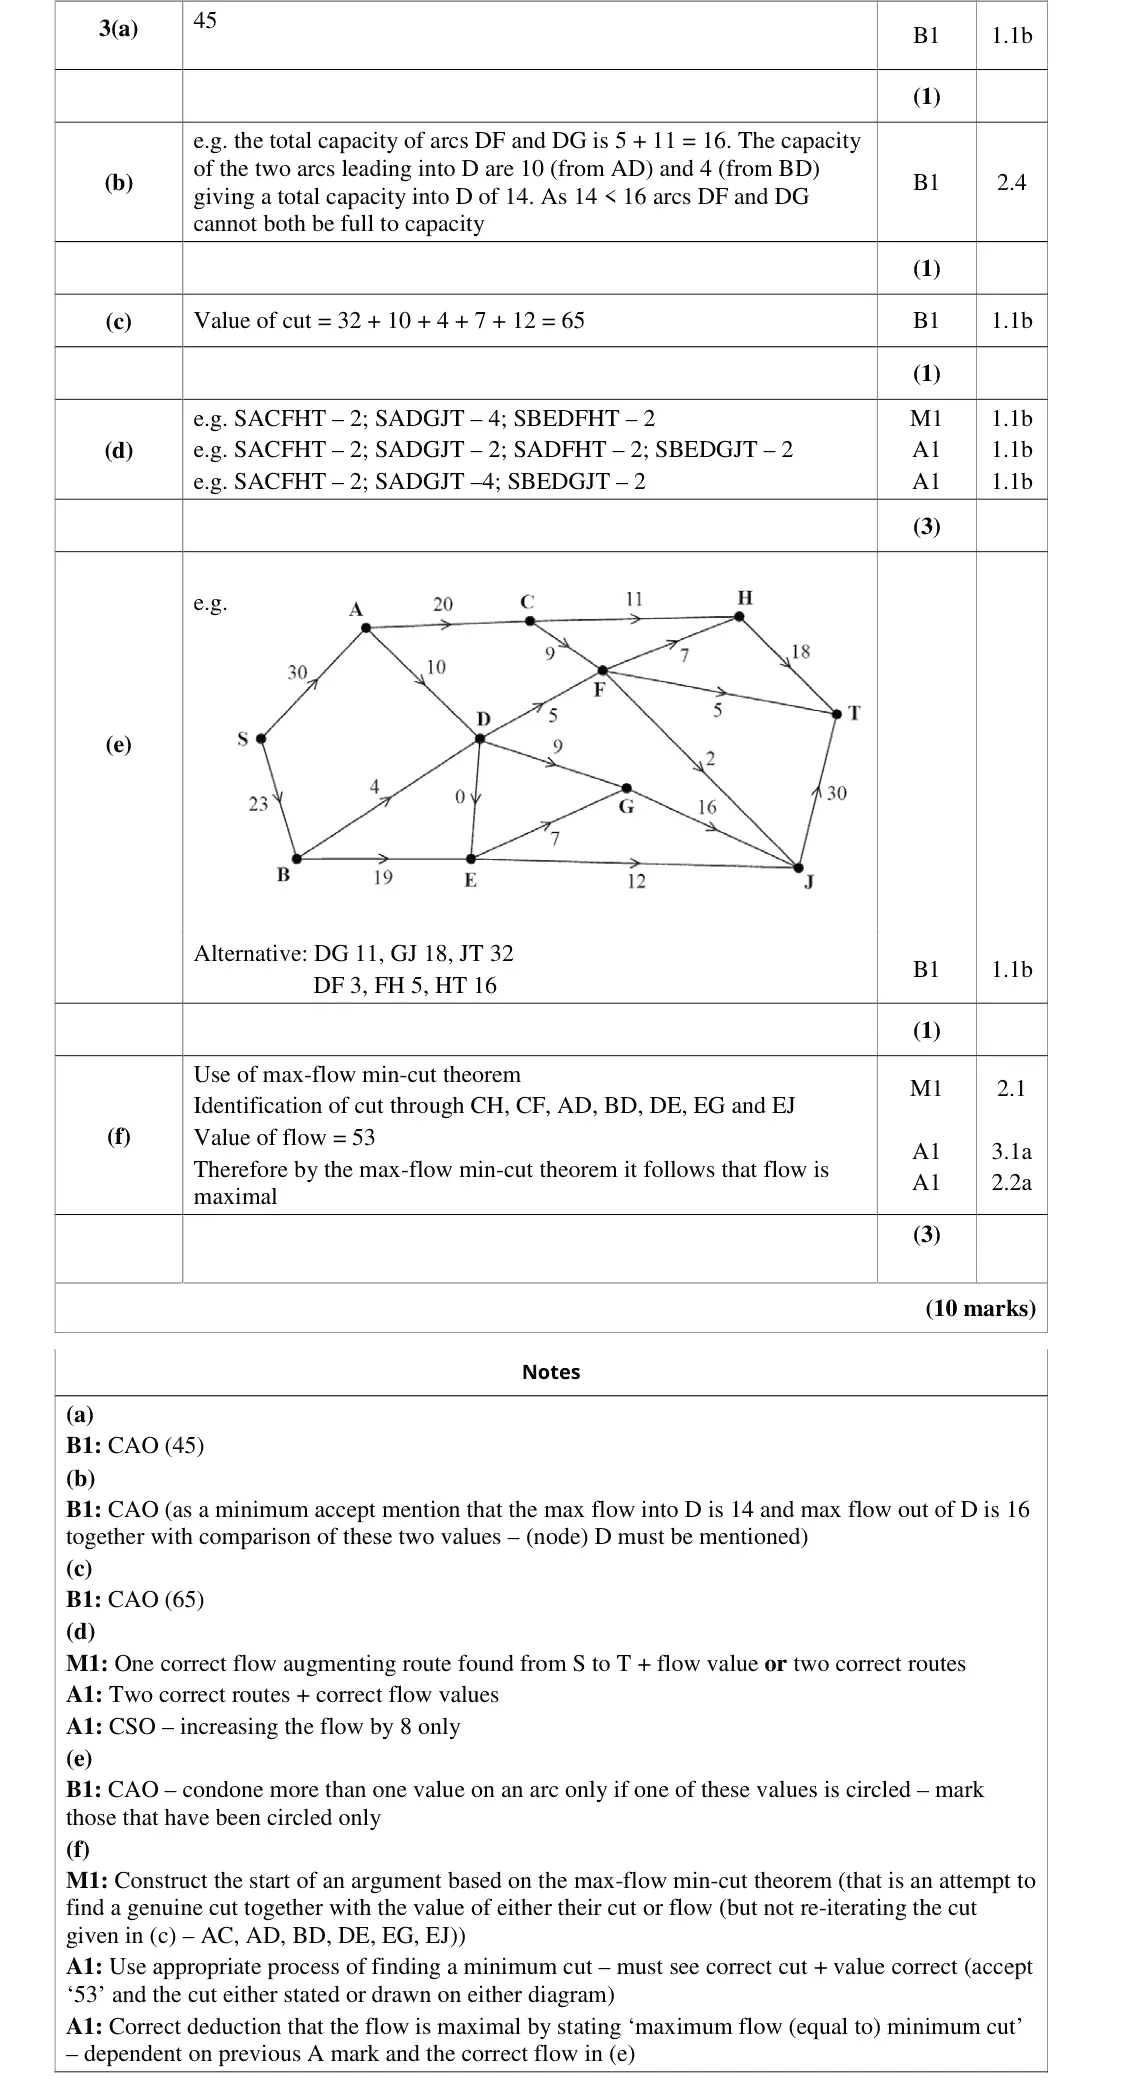 3(a) 45 B1 1.1b
(1)
(b) e.g. the total capacity of arcs DF and DG is 5 + 11 = 16. The capacity
of the two arcs leading into D are 10 (from AD) and 4 (from BD)
giving a total capacity into D of 14. As 14 < 16 arcs DF and DG
cannot both be full to capacity
B1 2.4
(1)
(c) Value of cut = 32 + 10 + 4 + 7 + 12 = 65 B1 1.1b
(1)
(d)
e.g. SACFHT – 2; SADGJT – 4; SBEDFHT – 2 M1 1.1b
e.g. SACFHT – 2; SADGJT – 2; SADFHT – 2; SBEDGJT – 2 A1 1.1b
e.g. SACFHT – 2; SADGJT –4; SBEDGJT – 2 A1 1.1b
(3)
(e)
e.g.
A 20 C 11 H
30 10 9 7 18
F
D 5 5 T
S
9 2
23 4 0 G 16 30
7
B 19 E 12 J
Alternative: DG 11, GJ 18, JT 32
DF 3, FH 5, HT 16
B1 1.1b
(1)
(f)
Use of max-flow min-cut theorem
Identification of cut through CH, CF, AD, BD, DE, EG and EJ
M1 2.1
Value of flow = 53
A1 3.1a
Therefore by the max-flow min-cut theorem it follows that flow is
maximal
A1 2.2a
(3)
(10 marks)
Notes
(a)
B1: CAO (45)
(b)
B1: CAO (as a minimum accept mention that the max flow into D is 14 and max flow out of D is 16
together with comparison of these two values – (node) D must be mentioned)
(c)
B1: CAO (65)
(d)
M1: One correct flow augmenting route found from S to T + flow value or two correct routes
A1: Two correct routes + correct flow values
A1: CSO – increasing the flow by 8 only
(e)
B1: CAO – condone more than one value on an arc only if one of these values is circled – mark
those that have been circled only
(f)
M1: Construct the start of an argument based on the max-flow min-cut theorem (that is an attempt to
find a genuine cut together with the value of either their cut or flow (but not re-iterating the cut
given in (c) – AC, AD, BD, DE, EG, EJ))
A1: Use appropriate process of finding a minimum cut – must see correct cut + value correct (accept
‘53’ and the cut either stated or drawn on either diagram)
A1: Correct deduction that the flow is maximal by stating ‘maximum flow (equal to) minimum cut’
– dependent on previous A mark and the correct flow in (e)